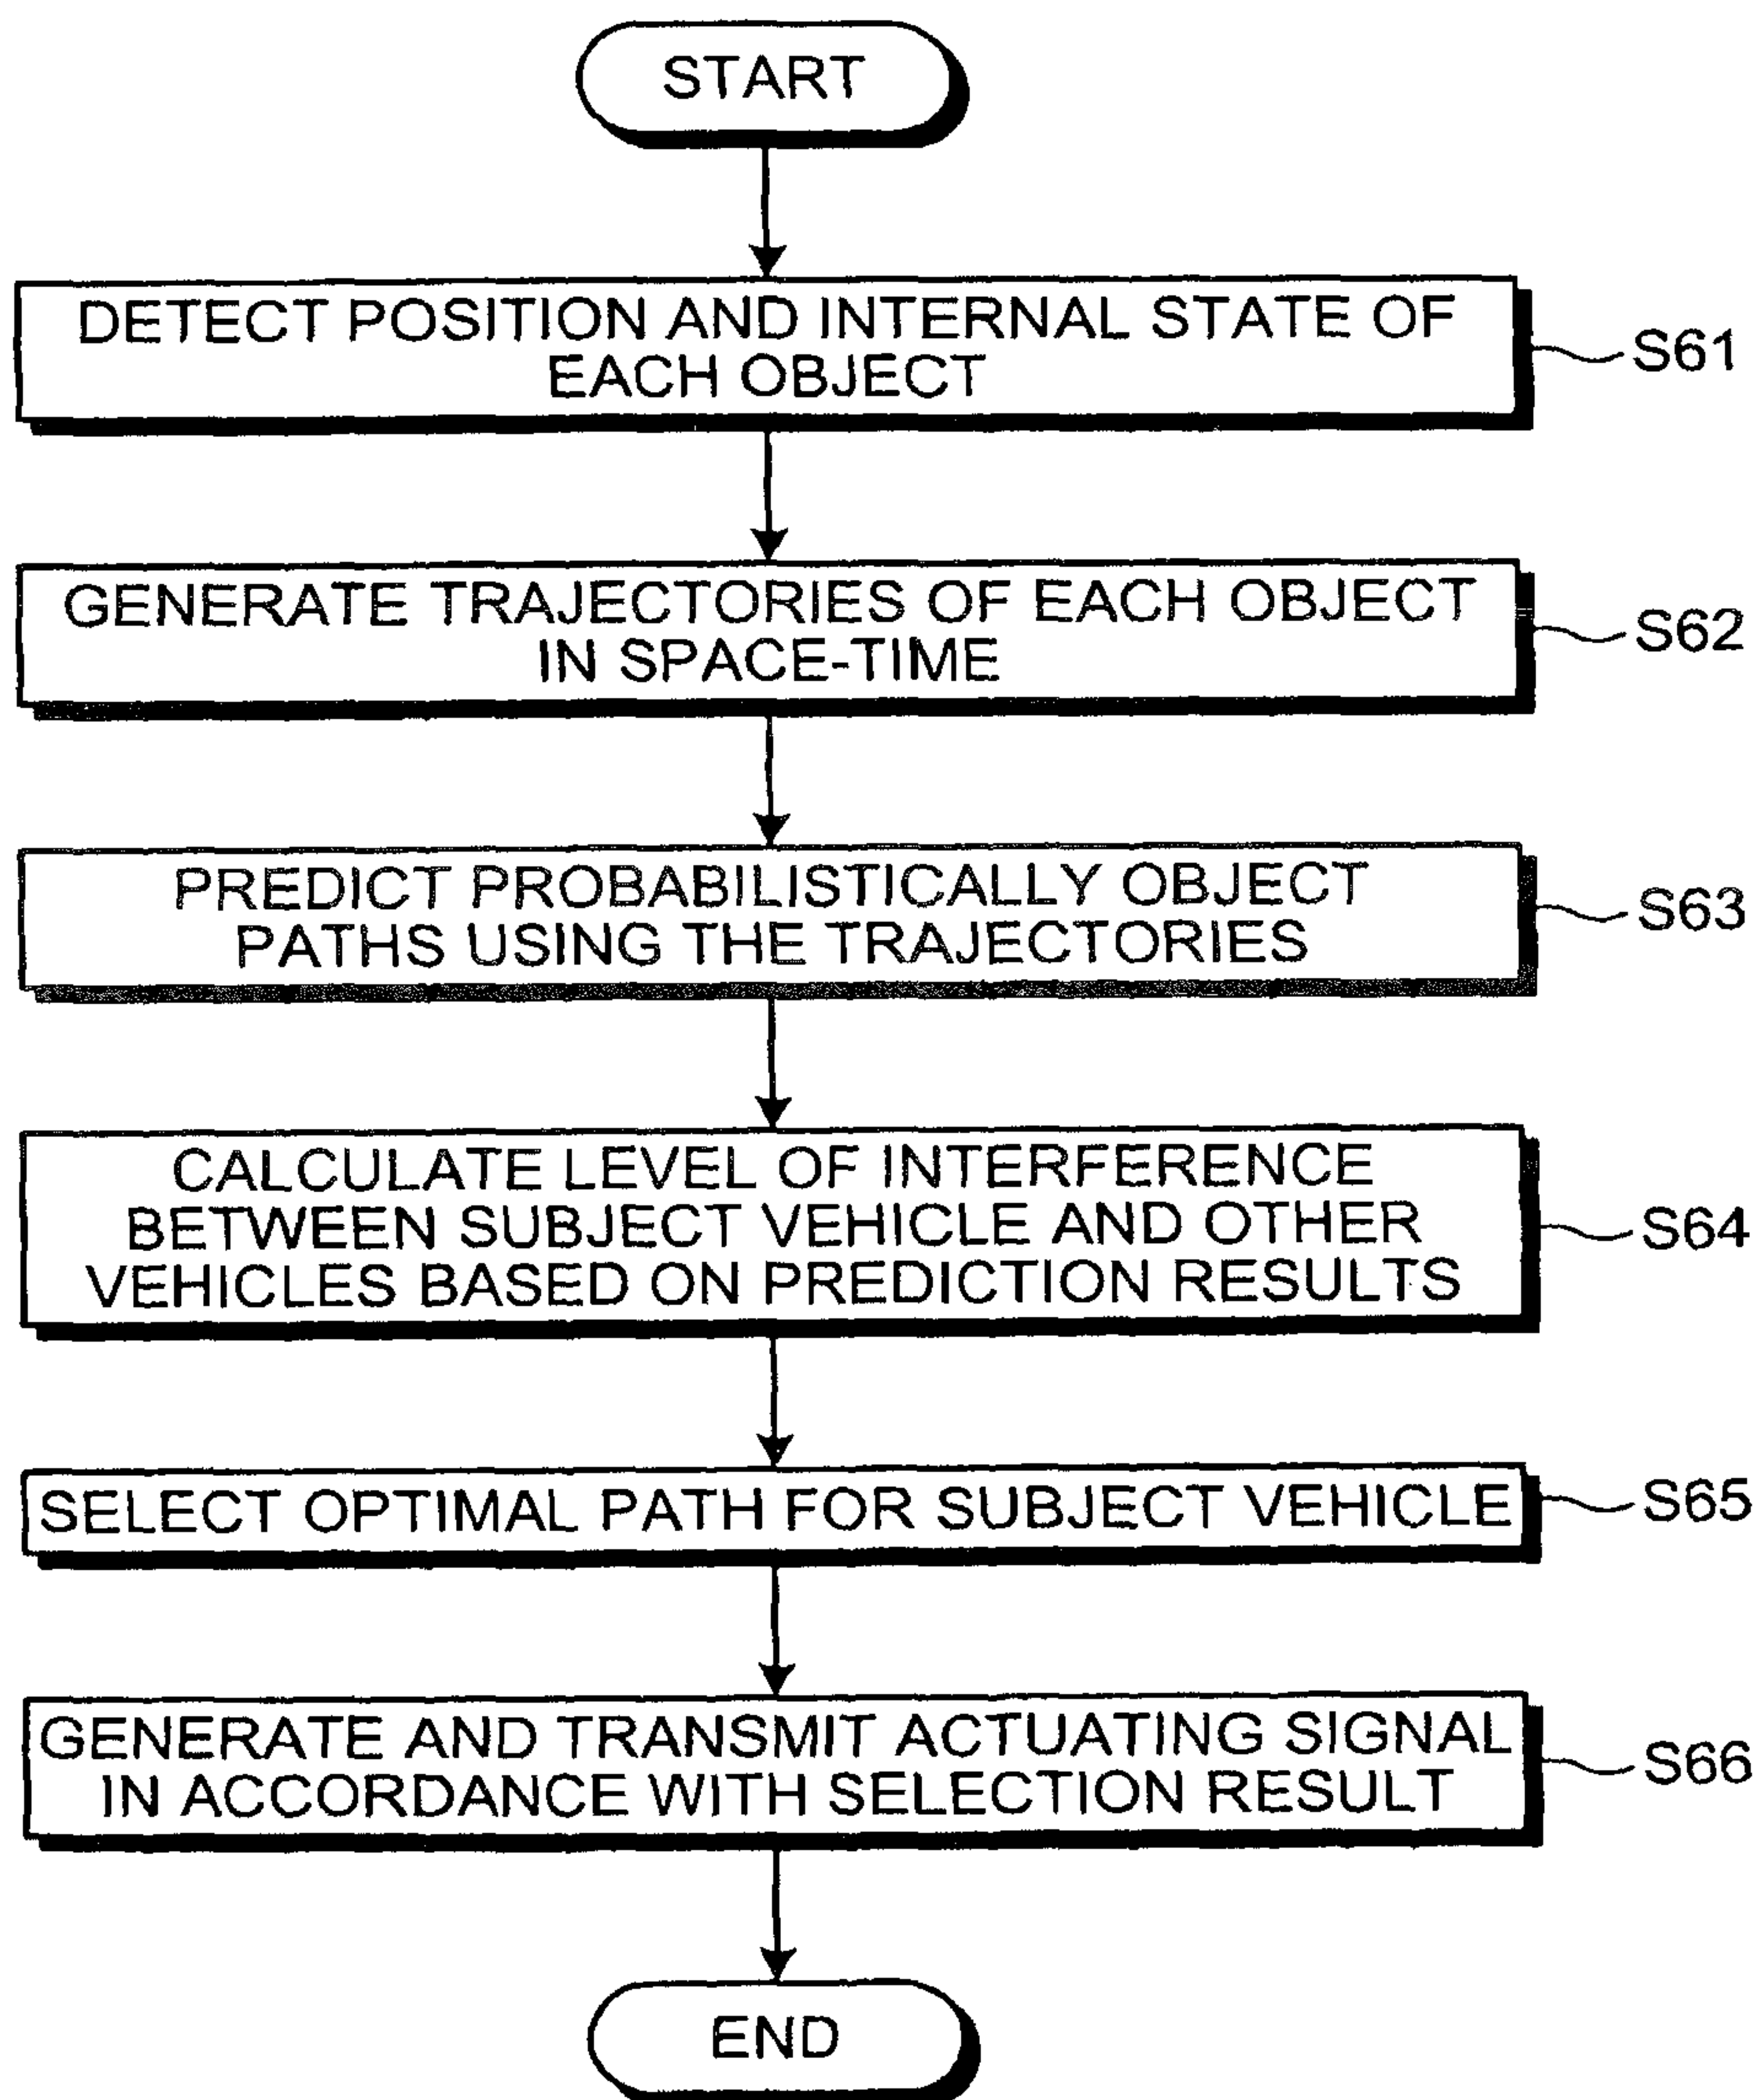 START
DETECT POSITION AND INTERNAL STATE OF
EACH OBJECT
S61
GENERATE TRAJECTORIES OF EACH OBJECT
IN SPACE-TIME
S62
PREDICT PROBABILISTICALLY OBJECT
PATHS USING THE TRAJECTORIES
S63
CALCULATE LEVEL OF INTERFERENCE
BETWEEN SUBJECT VEHICLE AND OTHER
VEHICLES BASED ON PREDICTION RESULTS
S64
SELECT OPTIMAL PATH FOR SUBJECT VEHICLE
S65
GENERATE AND TRANSMIT ACTUATING SIGNAL
IN ACCORDANCE WITH SELECTION RESULT
S66
END